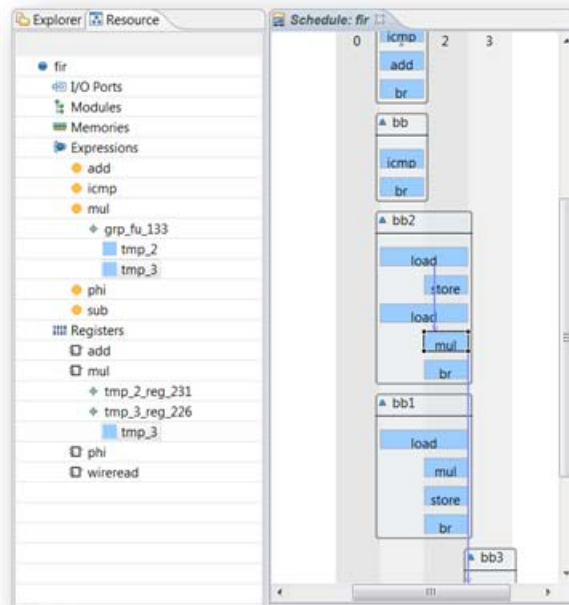 Explorer Resource
fir
I/O Ports
Modules
Memories
Expressions
add
icmp
mul
grp_fu_133
tmp_2
tmp_3
phi
sub
Registers
add
mul
tmp_2_reg_231
tmp_3_reg_226
tmp_3
phi
wireread
Schedule: fir
0 2 3
icmp
add
br
bb
icmp
br
bb2
load
store
load
mul
br
bb1
load
mul
store
br
bb3